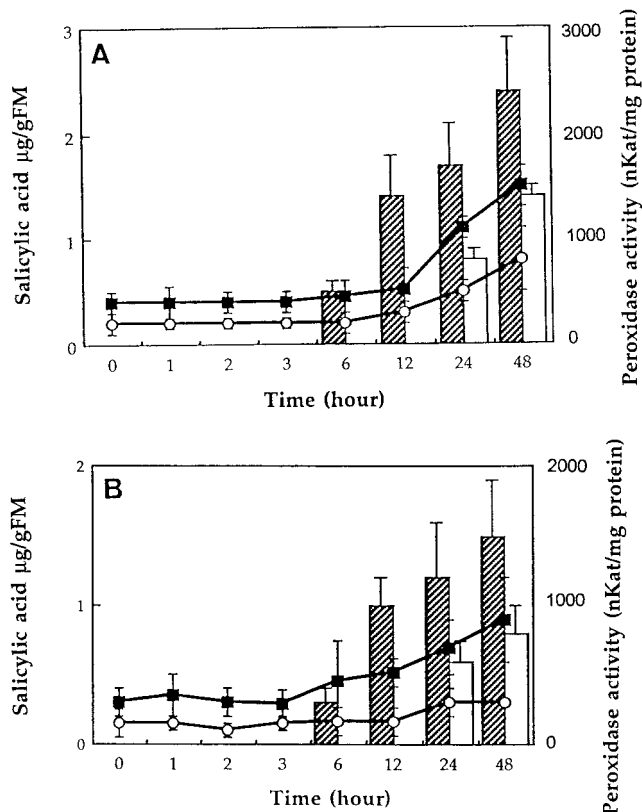 A
3
2
1
0
Salicylic acid µg/gFM
3000
2000
1000
0
Peroxidase activity (nKat/mg protein)
0 1 2 3 6 12 24 48
Time (hour)
B
2
1
0
Salicylic acid µg/gFM
2000
1000
0
Peroxidase activity (nKat/mg protein)
0 1 2 3 6 12 24 48
Time (hour)